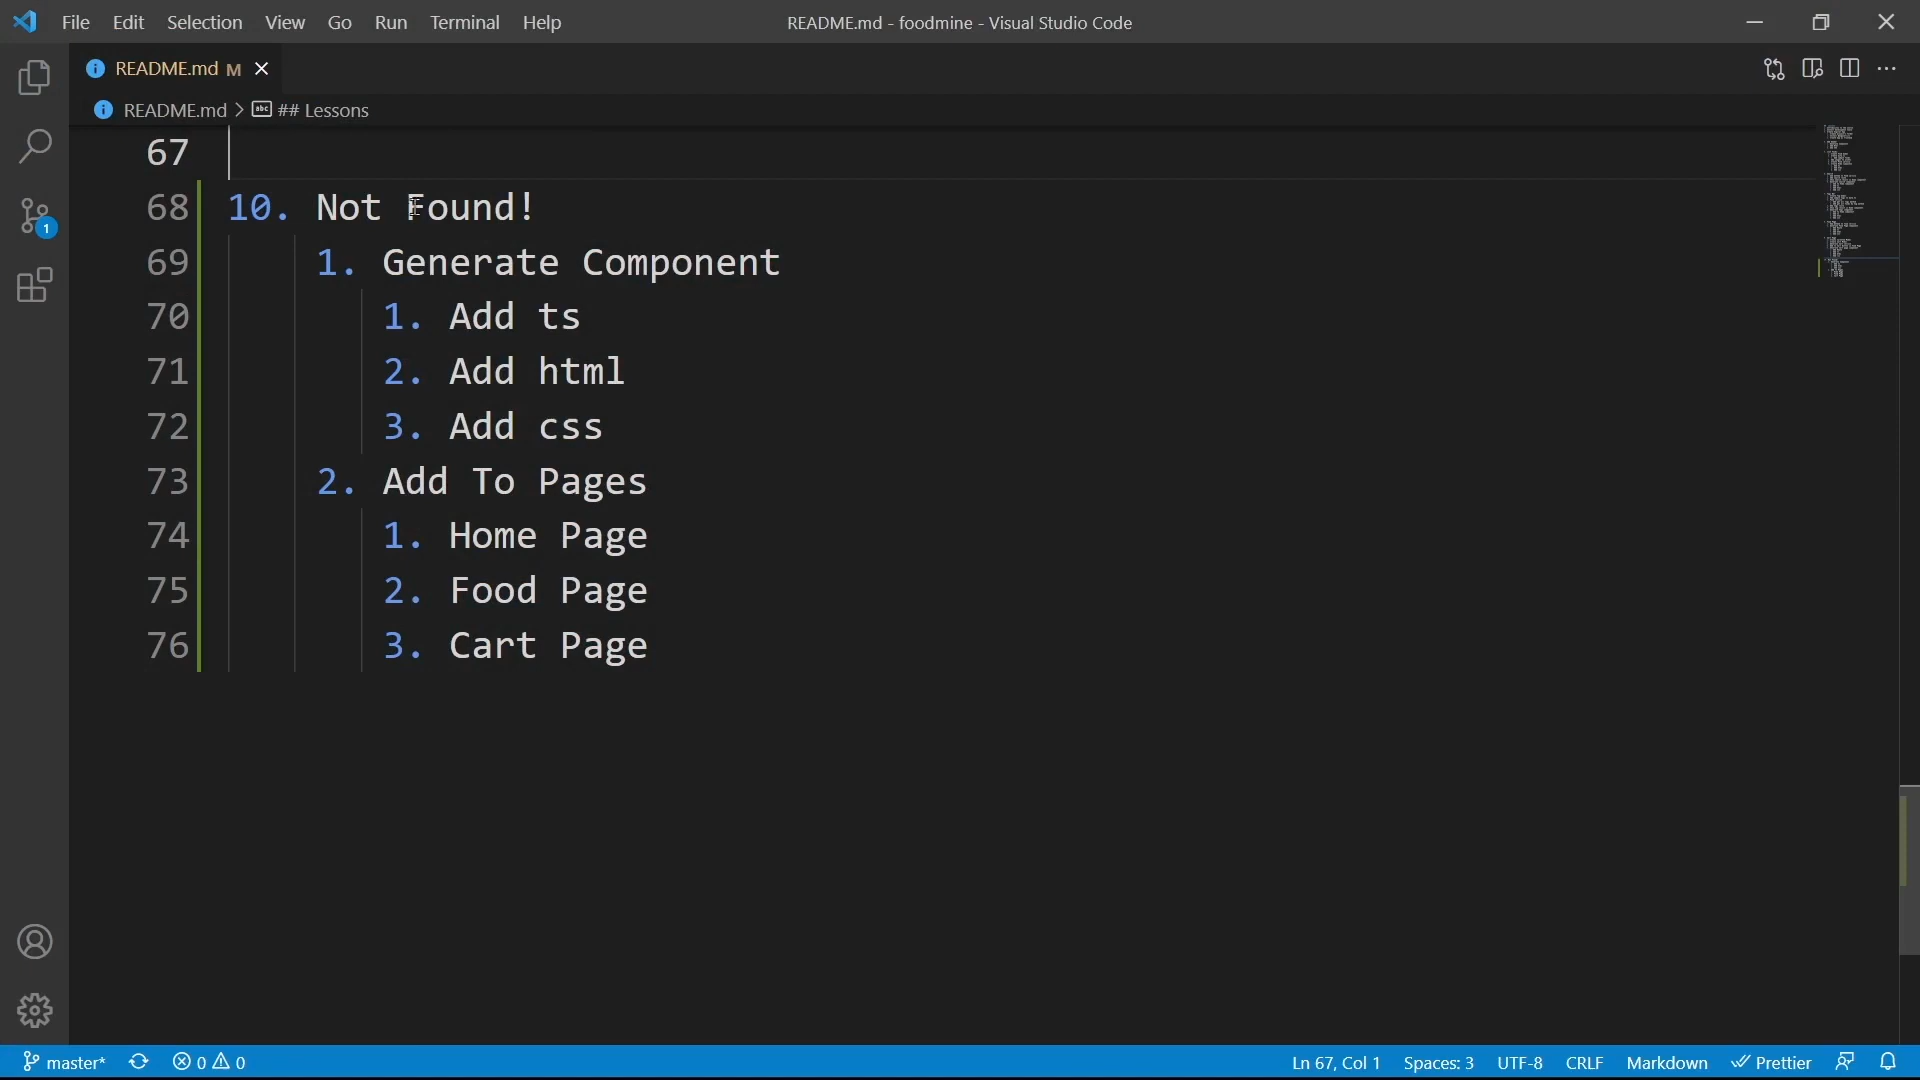 File Edit Selection View Go Run Terminal Help README.md - foodmine - Visual Studio Code
README.md M
README.md > ## Lessons
67
68 10. Not Found!
69 1. Generate Component
70 1. Add ts
71 2. Add html
72 3. Add css
73 2. Add To Pages
74 1. Home Page
75 2. Food Page
76 3. Cart Page
1
master* 0 0 Ln 67, Col 1 Spaces: 3 UTF-8 CRLF Markdown Prettier